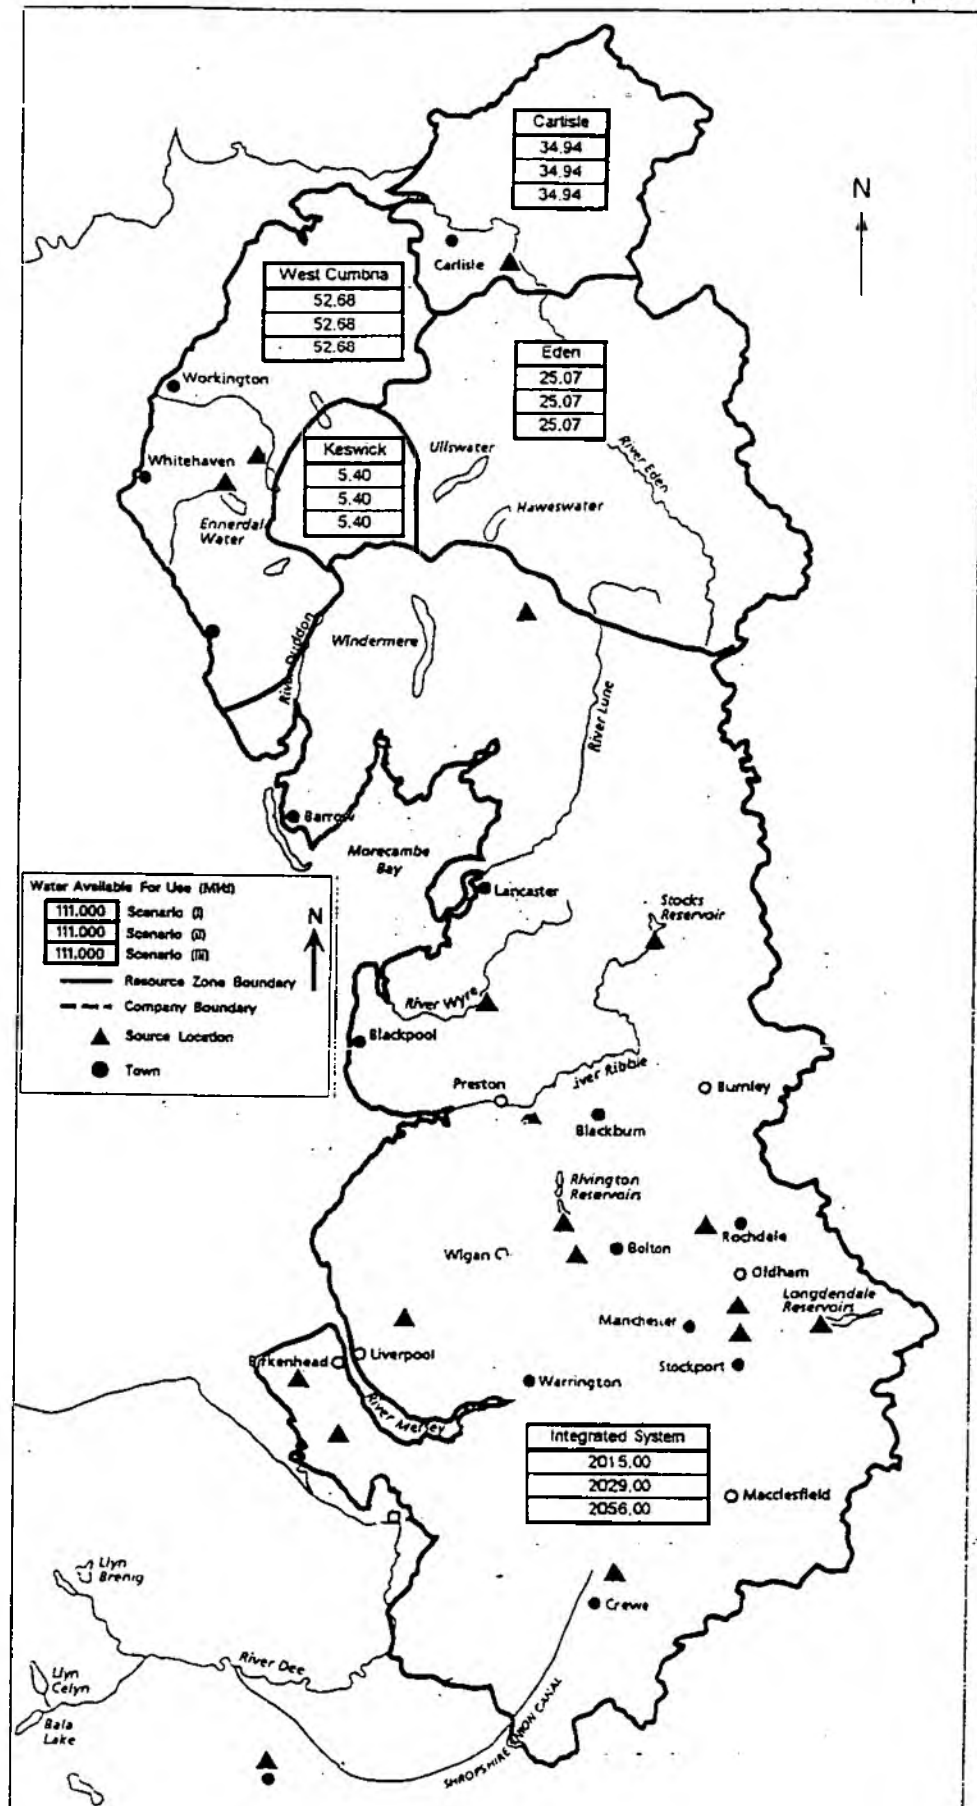 Carlisle
34.94
34.94
34.94
N
Carlisle
West Cumbria
52.68
52.68
52.68
Eden
25.07
25.07
25.07
Workington
Keswick
5.40
5.40
5.40
Ullswater
River Eden
Whitehaven
Haweswater
Ennerdale
Water
River Duddon
Windermere
River Lune
Barrow
Morecambe
Bay
Lancaster
Stocks
Reservoir
Water Available For Use (Ml/d)
111.000 Scenario (i)
111.000 Scenario (ii)
111.000 Scenario (iii)
Resource Zone Boundary
Company Boundary
Source Location
Town
N
River Wyre
Blackpool
Preston
iver Ribble
Burnley
Blackburn
Rivington
Reservoirs
Wigan
Bolton
Rochdale
Oldham
Longdendale
Reservoirs
Manchester
Birkenhead
Liverpool
Stockport
Warrington
River Mersey
Integrated System
2015.00
2029.00
2056.00
Macclesfield
Llyn
Brenig
Crewe
River Dee
Llyn
Celyn
Bala
Lake
SHROPSHIRE UNION CANAL